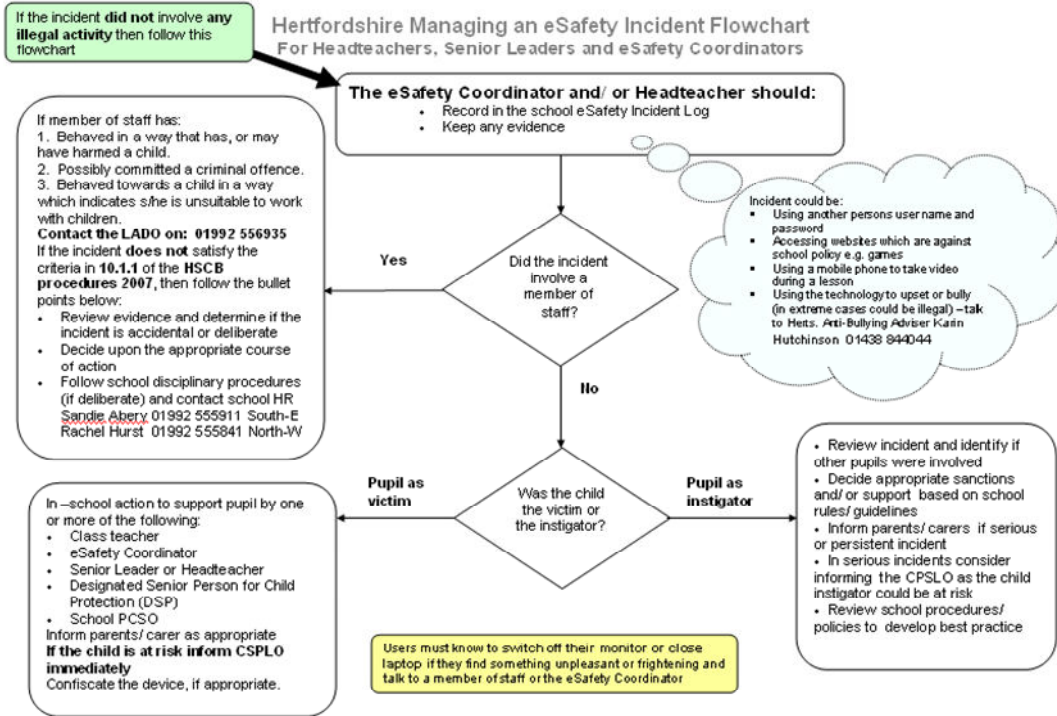 If the incident did not involve any
illegal activity then follow this
flowchart
Hertfordshire Managing an eSafety Incident Flowchart
For Headteachers, Senior Leaders and eSafety Coordinators
The eSafety Coordinator and/ or Headteacher should:
• Record in the school eSafety Incident Log
• Keep any evidence
If member of staff has:
1. Behaved in a way that has, or may
have harmed a child.
2. Possibly committed a criminal offence.
3. Behaved towards a child in a way
which indicates s/he is unsuitable to work
with children.
Contact the LADO on: 01992 556935
If the incident does not satisfy the
criteria in 10.1.1 of the HSCB
procedures 2007, then follow the bullet
points below:
• Review evidence and determine if the
incident is accidental or deliberate
• Decide upon the appropriate course
of action
• Follow school disciplinary procedures
(if deliberate) and contact school HR
Sandie Abery 01992 555911 South-E
Rachel Hurst 01992 555841 North-W
Yes
Did the incident
involve a
member of
staff?
Incident could be:
▪ Using another persons user name and
password
▪ Accessing websites which are against
school policy e.g. games
▪ Using a mobile phone to take video
during a lesson
▪ Using the technology to upset or bully
(in extreme cases could be illegal) – talk
to Herts. Anti-Bullying Adviser Karin
Hutchinson 01438 844044
No
Pupil as
victim
Was the child
the victim or
the instigator?
Pupil as
instigator
In –school action to support pupil by one
or more of the following:
• Class teacher
• eSafety Coordinator
• Senior Leader or Headteacher
• Designated Senior Person for Child
Protection (DSP)
• School PCSO
Inform parents/ carer as appropriate
If the child is at risk inform CSPLO
immediately
Confiscate the device, if appropriate.
• Review incident and identify if
other pupils were involved
• Decide appropriate sanctions
and/ or support based on school
rules/ guidelines
• Inform parents/ carers if serious
or persistent incident
• In serious incidents consider
informing the CPSLO as the child
instigator could be at risk
• Review school procedures/
policies to develop best practice
Users must know to switch off their monitor or close
laptop if they find something unpleasant or frightening and
talk to a member of staff or the eSafety Coordinator